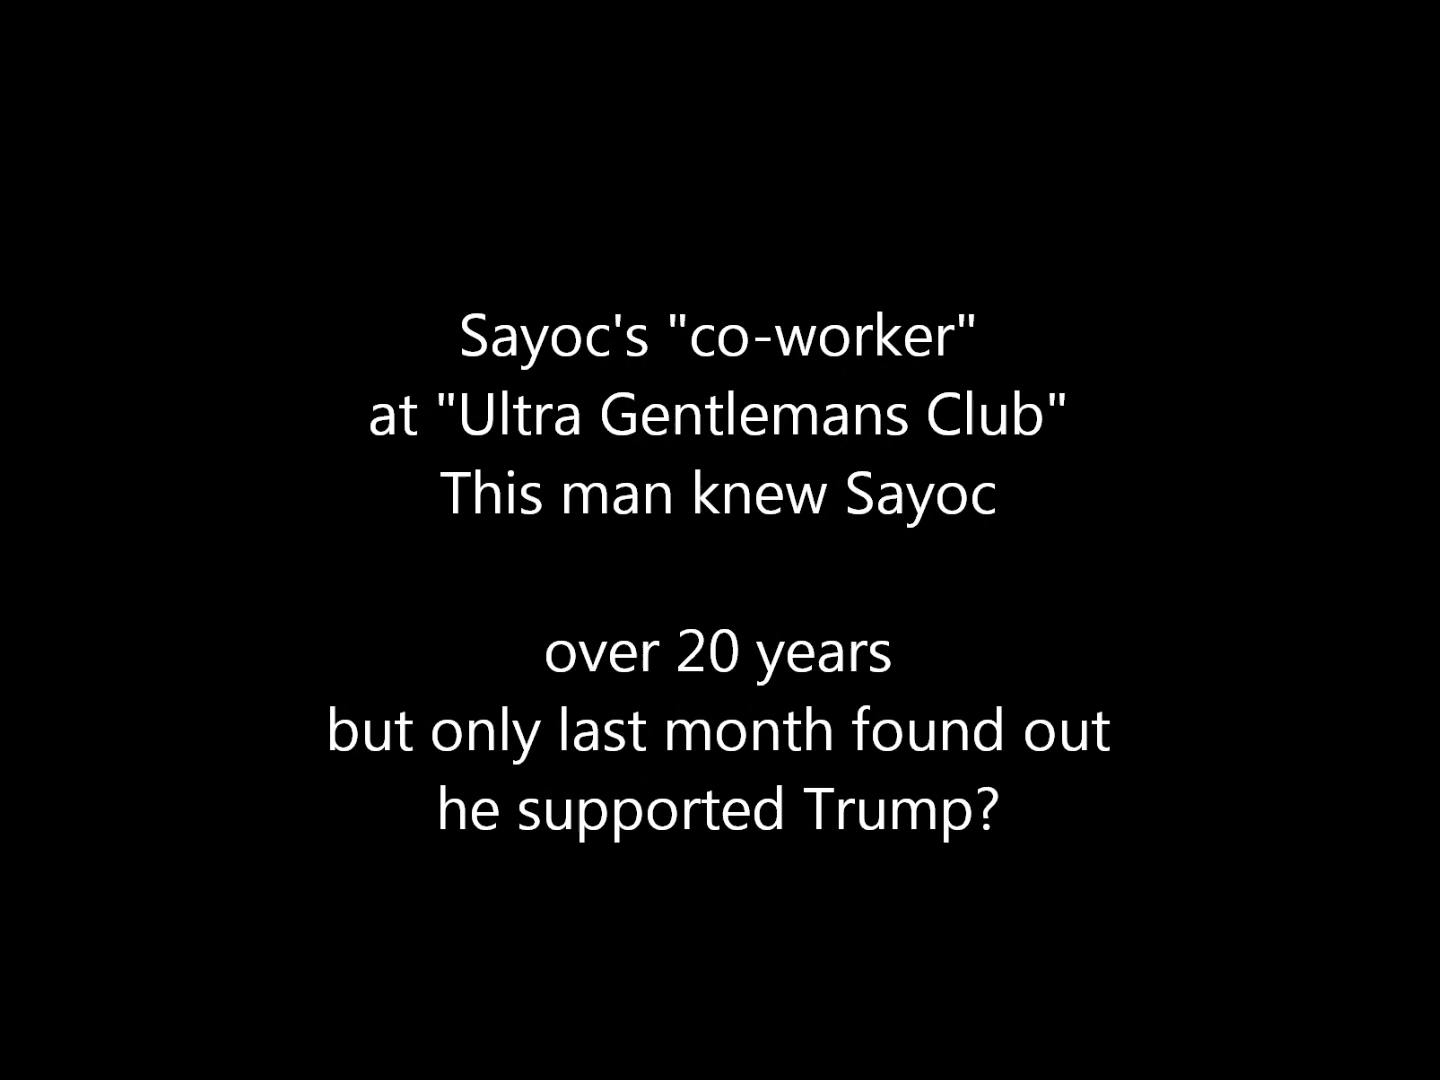 Sayoc's "co-worker"
at "Ultra Gentlemans Club"
This man knew Sayoc
over 20 years
but only last month found out
he supported Trump?